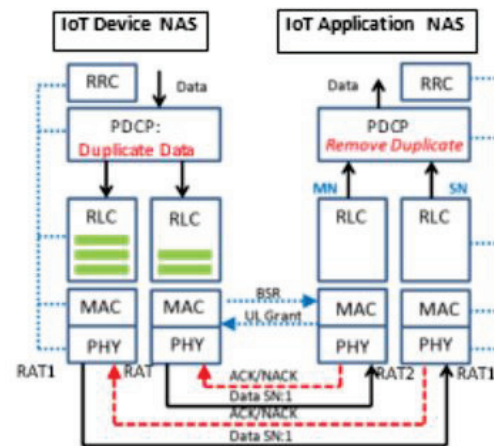 IoT Device NAS
IoT Application NAS
RRC
Data
PDCP:
Duplicate Data
RLC
RLC
MAC
MAC
PHY
PHY
RAT1
RAT
Data
RRC
PDCP
Remove Duplicate
MN
SN
RLC
RLC
BSR
UL Grant
MAC
MAC
PHY
PHY
RAT2
RAT1
ACK/NACK
Data SN:1
ACK/NACK
Data SN:1